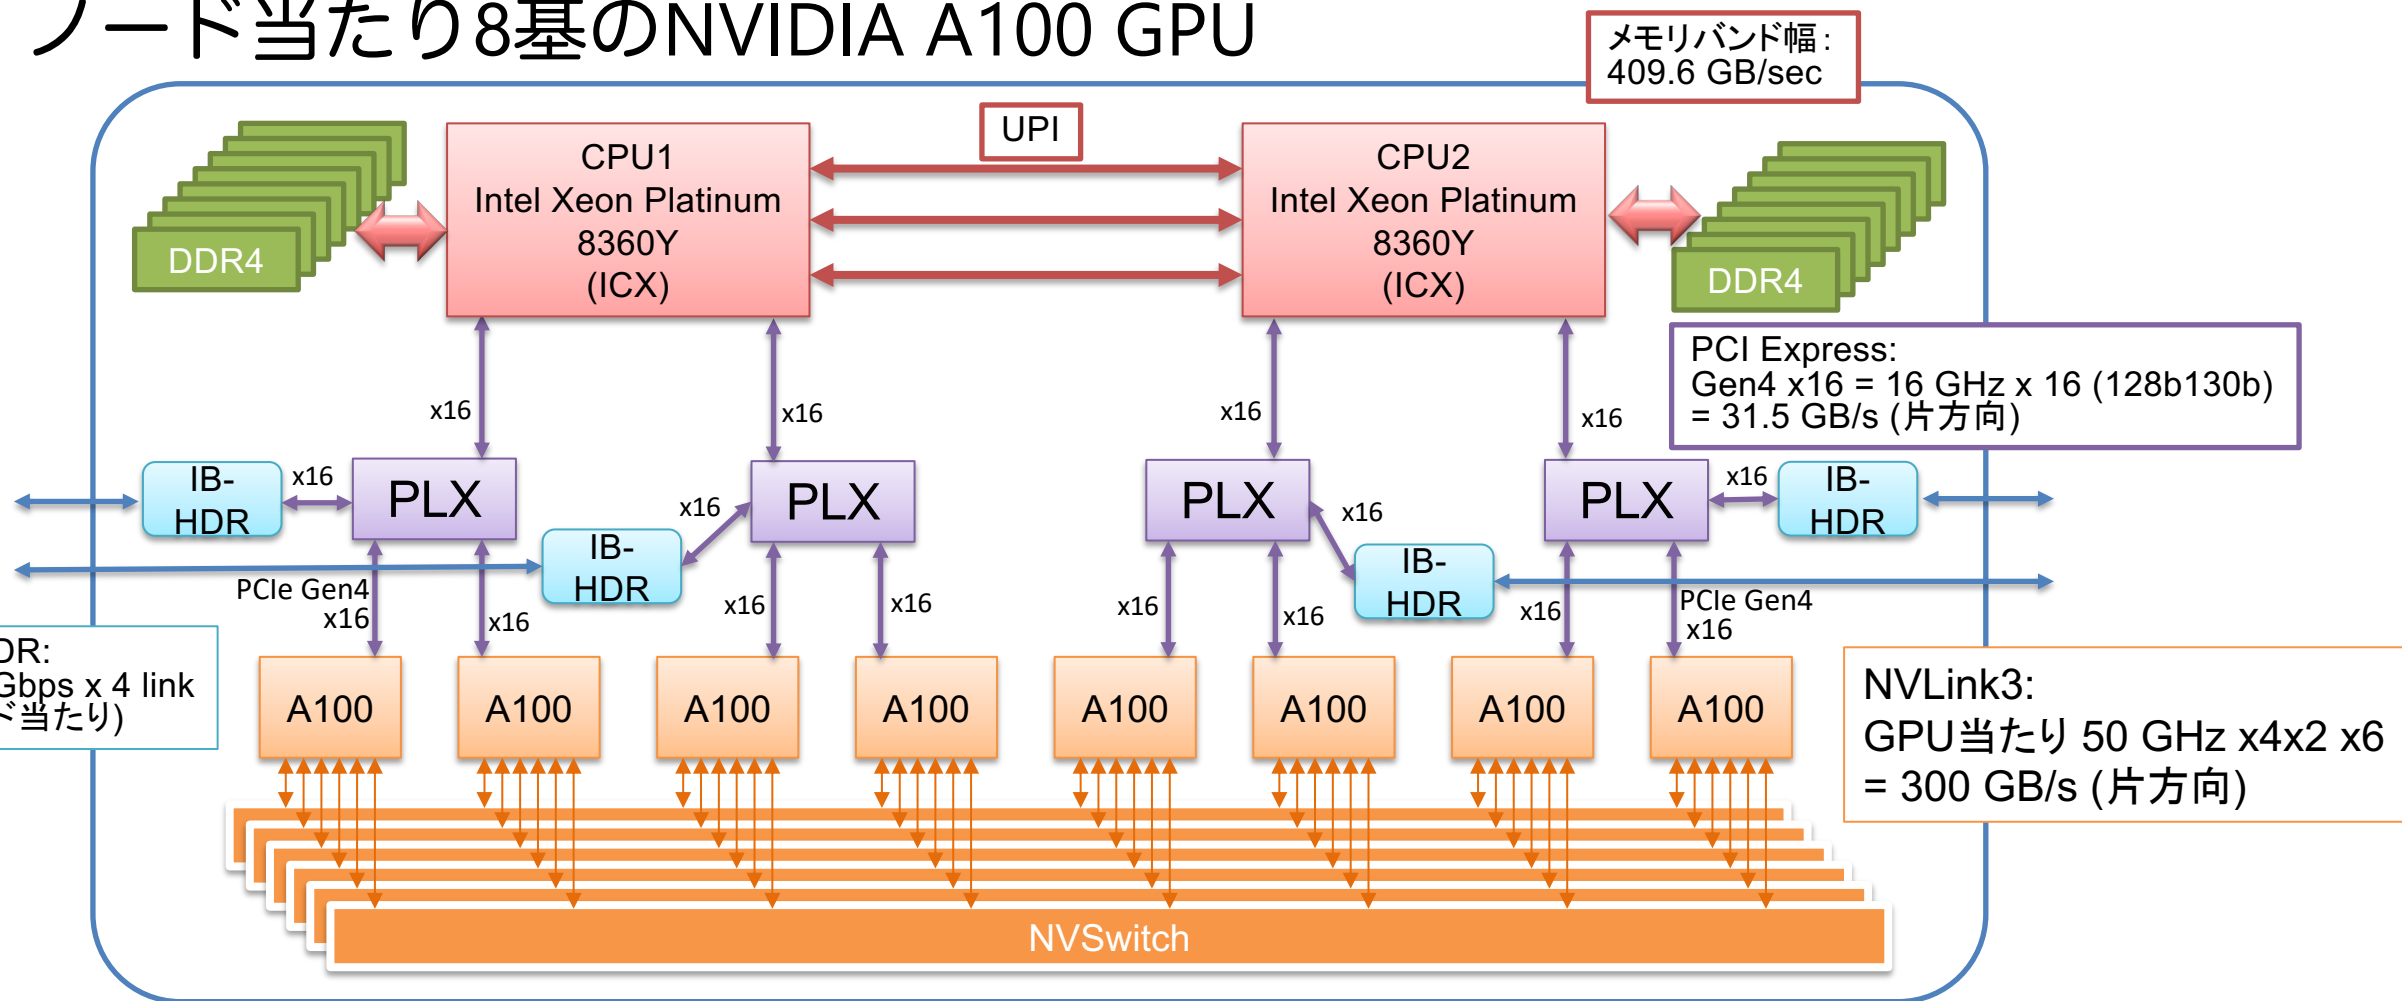 ノード当たり8基のNVIDIA A100 GPU
メモリバンド幅:
409.6 GB/sec
UPI
CPU1
Intel Xeon Platinum
8360Y
(ICX)
CPU2
Intel Xeon Platinum
8360Y
(ICX)
DDR4
DDR4
PCI Express:
Gen4 x16 = 16 GHz x 16 (128b130b)
= 31.5 GB/s (片方向)
x16
x16
x16
x16
IB-
HDR
x16
PLX
x16
PLX
PLX
x16
PLX
x16
IB-
HDR
IB-
HDR
IB-
HDR
PCIe Gen4
x16
x16
x16
x16
x16
x16
x16
PCIe Gen4
x16
DR:
Gbps x 4 link
ド当たり)
A100
A100
A100
A100
A100
A100
A100
A100
NVLink3:
GPU当たり 50 GHz x4x2 x6
= 300 GB/s (片方向)
NVSwitch